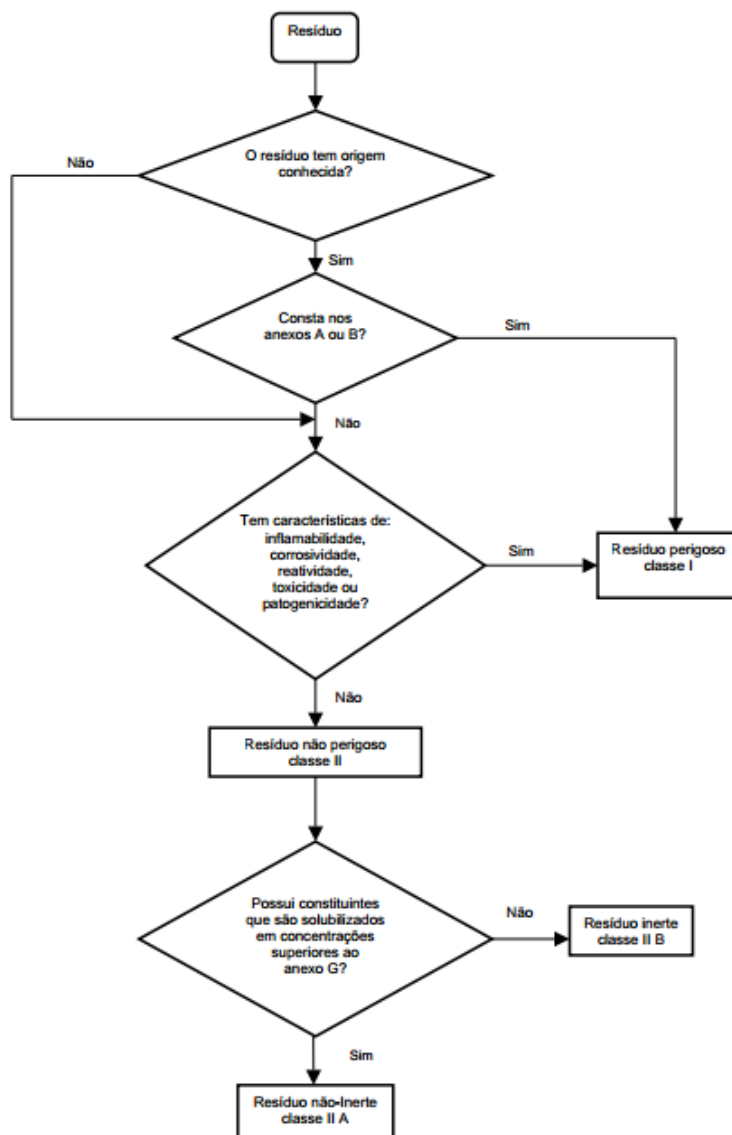 Resíduo
O resíduo tem origem
conhecida?
Não
Sim
Consta nos
anexos A ou B?
Sim
Não
Tem características de:
inflamabilidade,
corrosividade,
reatividade,
toxicidade ou
patogenicidade?
Sim
Resíduo perigoso
classe I
Não
Resíduo não perigoso
classe II
Possui constituintes
que são solubilizados
em concentrações
superiores ao
anexo G?
Não
Resíduo inerte
classe II B
Sim
Resíduo não-Inerte
classe II A